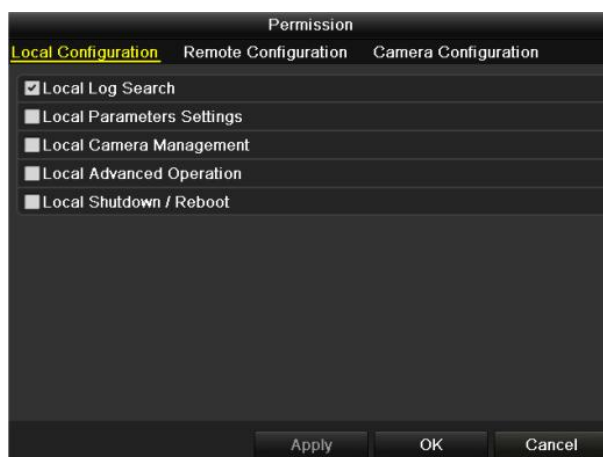 Permission
Local Configuration Remote Configuration Camera Configuration
Local Log Search
Local Parameters Settings
Local Camera Management
Local Advanced Operation
Local Shutdown / Reboot
Apply OK Cancel